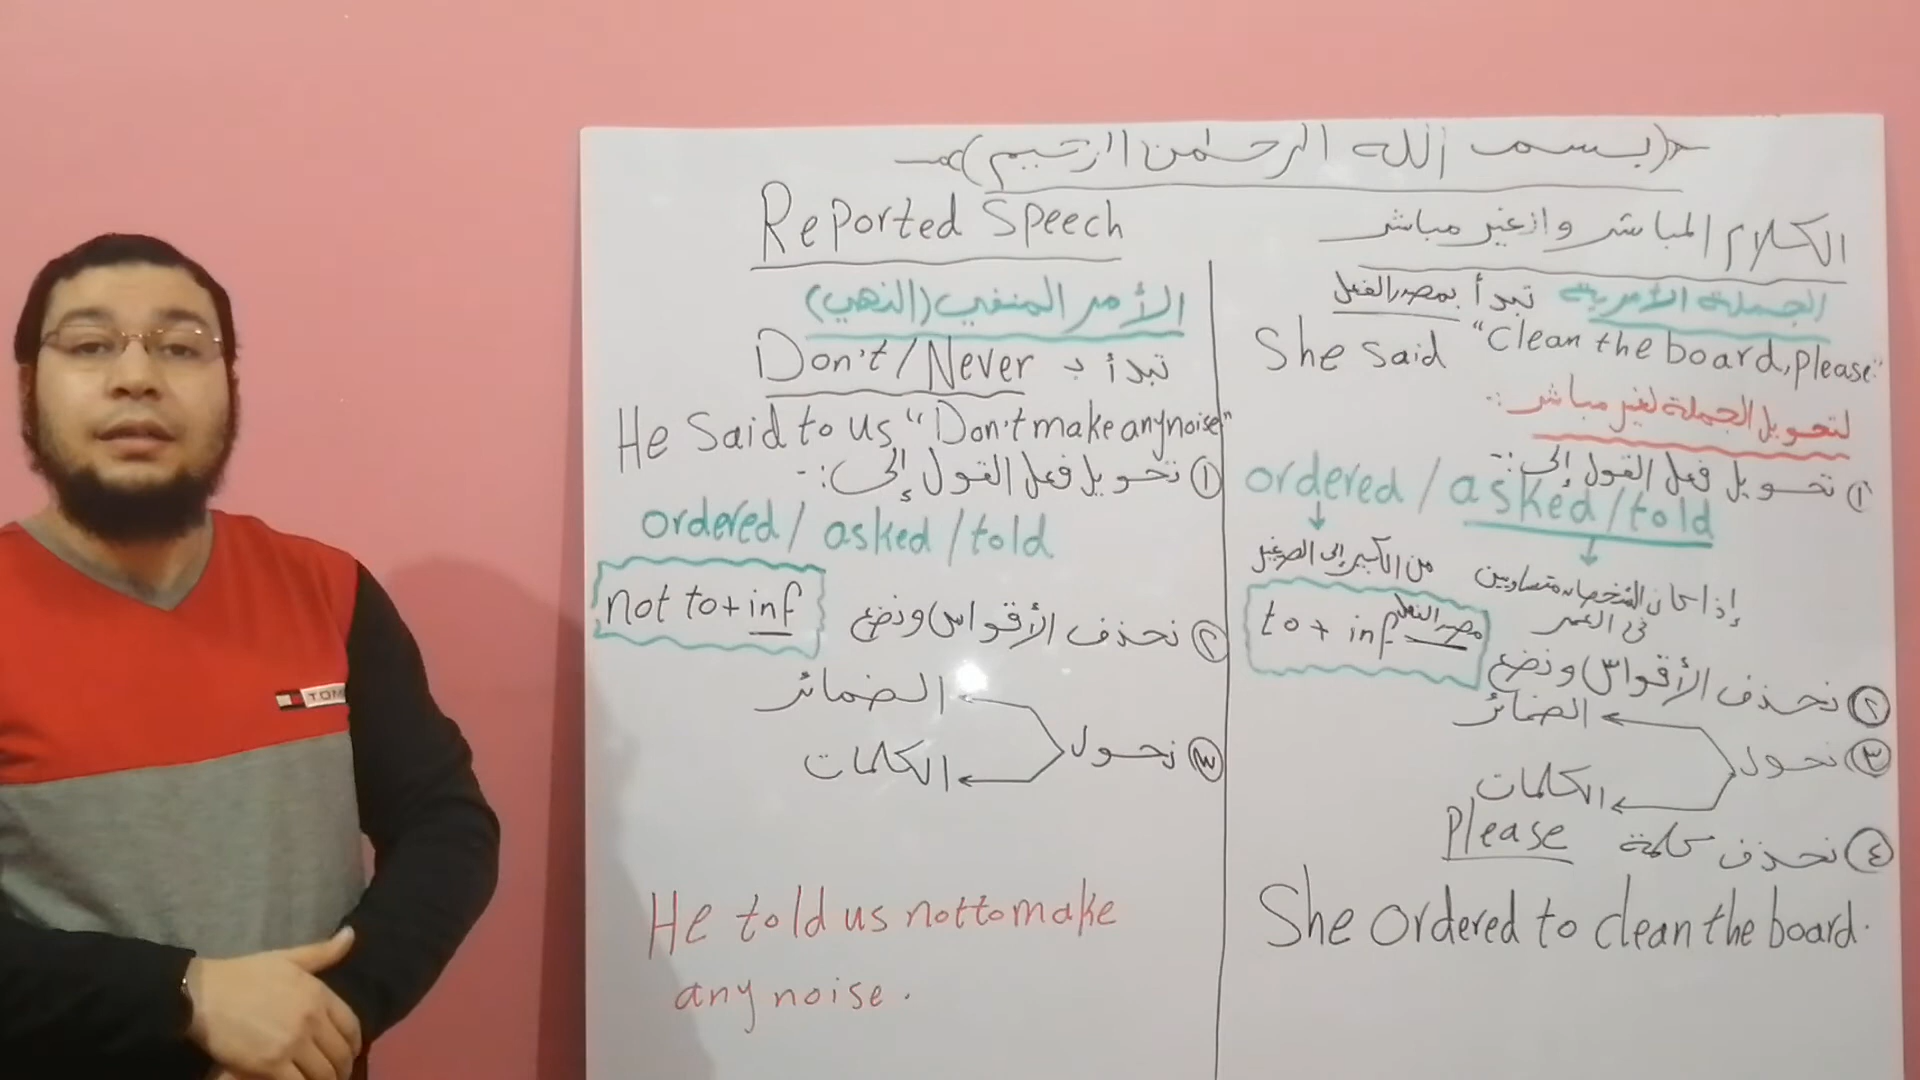 بسم الله الرحمن الرحيم
الكلام المباشر والغير مباشر
Reported Speech
الجملة الأمرية تبدأ بمصدر الفعل
She said "Clean the board, please."
لتحويل الجملة لغير مباشر :-
① تحويل فعل القول إلى :-
ordered / asked / told
من الكبير إلى الصغير
إذا كان الشخصان متساويين
فى العمر
② نحذف الأقواس ونضع
to + inf مصدر الفعل
③ نحول
الضمائر
الكلمات
④ نحذف كلمة Please
She ordered to clean the board.
الأمر المنفي (النهي)
تبدأ بـ Don't / Never
He said to us "Don't make any noise"
① تحويل فعل القول إلى :-
ordered / asked / told
② نحذف الأقواس ونضع
not to + inf
③ نحول
الضمائر
الكلمات
He told us not to make
any noise.
TOM